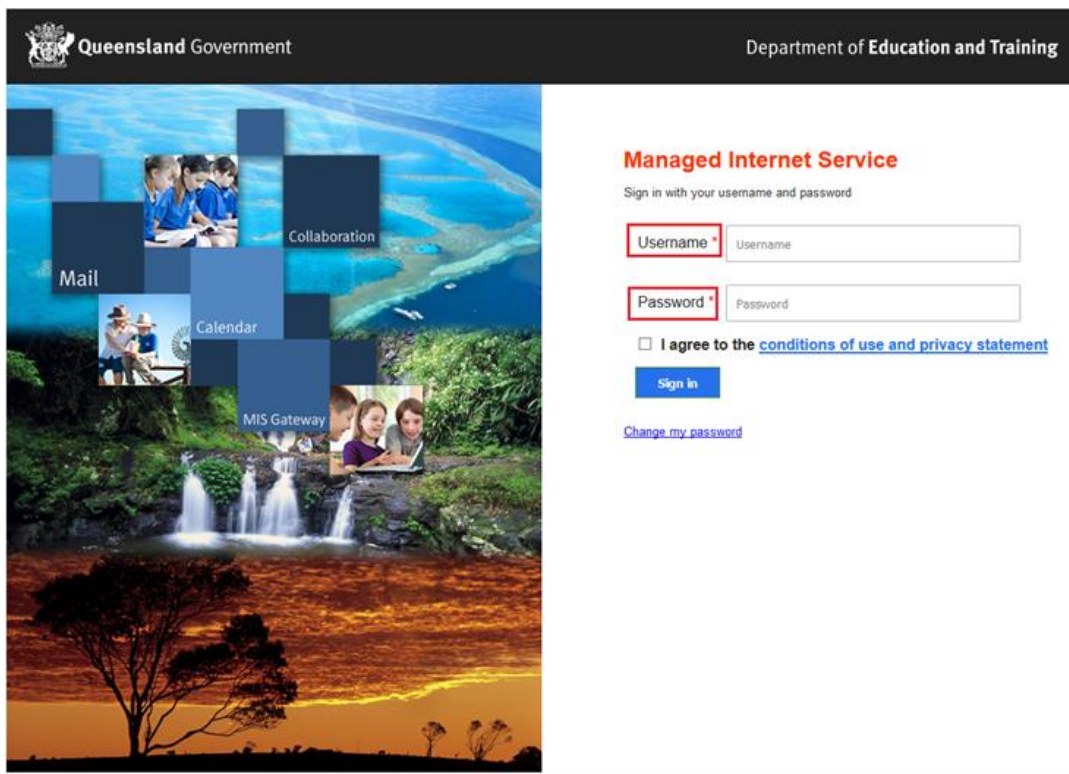 Queensland Government
Department of Education and Training
Collaboration
Mail
Calendar
MIS Gateway
Managed Internet Service
Sign in with your username and password
Username * Username
Password * Password
I agree to the conditions of use and privacy statement
Sign in
Change my password